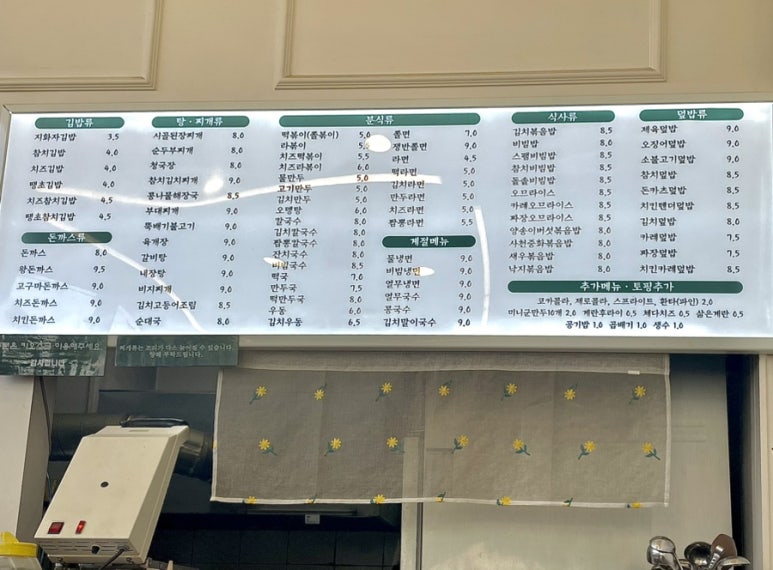 김밥류
지화자김밥 3,5
참치김밥 4,0
치즈김밥 4,0
땡초김밥 4,0
치즈참치김밥 4,5
땡초참치김밥 4,5
돈까스류
돈까스 8,0
왕돈까스 9,5
고구마돈까스 9,0
치즈돈까스 9,0
치킨돈까스 9,0
탕·찌개류
시골된장찌개 8,0
순두부찌개 8,0
청국장 8,0
참치김치찌개 9,0
콩나물해장국 8,5
부대찌개 9,0
뚝배기불고기 9,0
육개장 9,0
갈비탕 9,0
내장탕 9,0
비지찌개 9,0
김치고등어조림 8,5
순대국 8,0
분식류
떡볶이(쫄볶이) 5,0
라볶이 5,0
치즈떡볶이 5,5
치즈라볶이 6,0
물만두 5,0
고기만두 5,0
김치만두 5,0
오뎅탕 6,0
칼국수 8,0
김치칼국수 8,0
짬뽕칼국수 8,0
잔치국수
비빔국수 8,5
떡국 7,0
만두국 7,5
떡만두국 8,0
우동 6,0
김치우동 6,5
쫄면 7,0
쟁반쫄면 9,0
라면 4,5
떡라면 5,0
김치라면 5,0
만두라면 5,0
치즈라면 5,0
짬뽕라면 5,5
계절메뉴
물냉면 9,0
비빔냉면 9,0
열무냉면 9,0
열무국수 9,0
콩국수 9,0
김치말이국수 9,0
식사류
김치볶음밥 8,5
비빔밥 8,0
스팸비빔밥 8,5
참치비빔밥 8,5
돌솥비빔밥 8,5
오므라이스 8,5
카레오므라이스 8,5
짜장오므라이스 8,5
양송이버섯볶음밥 8,5
사천중화볶음밥 8,5
새우볶음밥 8,5
낙지볶음밥 8,5
덮밥류
제육덮밥 9,0
오징어덮밥 9,0
소불고기덮밥 9,0
참치덮밥 8,5
돈까츠덮밥 8,5
치킨텐더덮밥 8,5
김치덮밥 8,0
카레덮밥 7,5
짜장덮밥 7,5
치킨카레덮밥 8,5
추가메뉴·토핑추가
코카콜라, 제로콜라, 스프라이트, 환타(파인) 2,0
미니군만두10개 2,0 계란후라이 0,5 체다치즈 0,5 삶은계란 0,5
공기밥 1,0 곱배기 1,0 생수 1,0
이용해주세요.
감사합니다
양해 부탁드립니다.